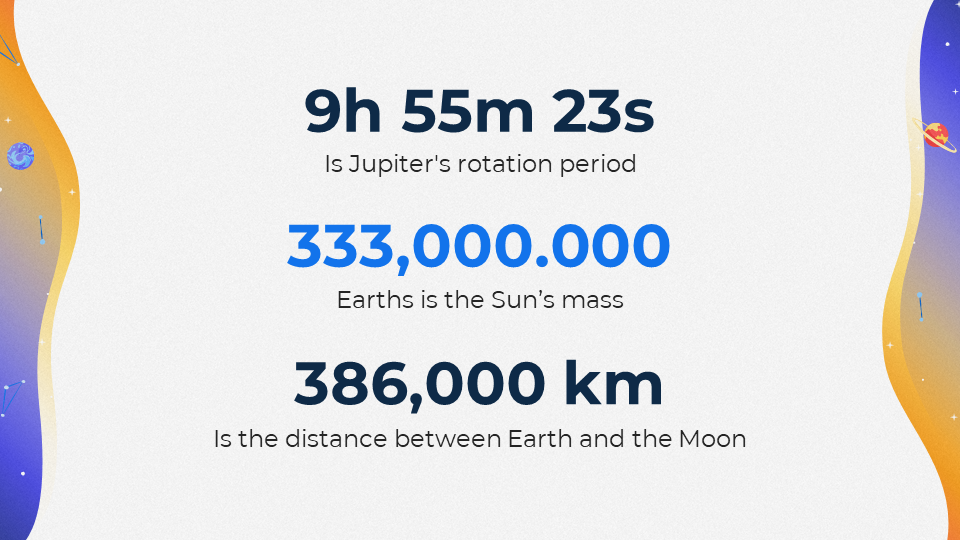 9h 55m 23s
Is Jupiter's rotation period
333,000.000
Earths is the Sun’s mass
386,000 km
Is the distance between Earth and the Moon